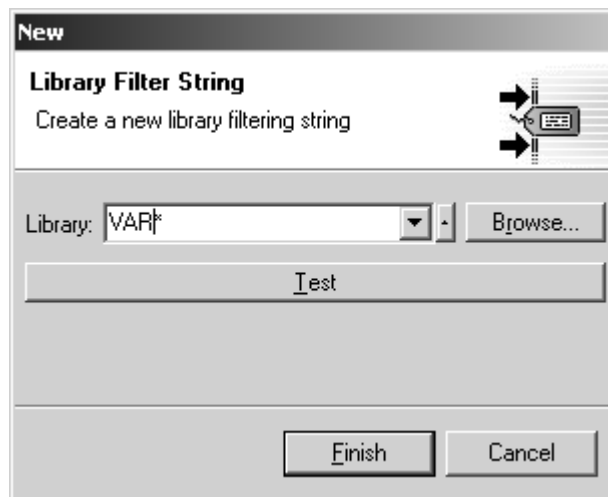 New
Library Filter String
Create a new library filtering string
Library: VAR* Browse...
Test
Finish Cancel